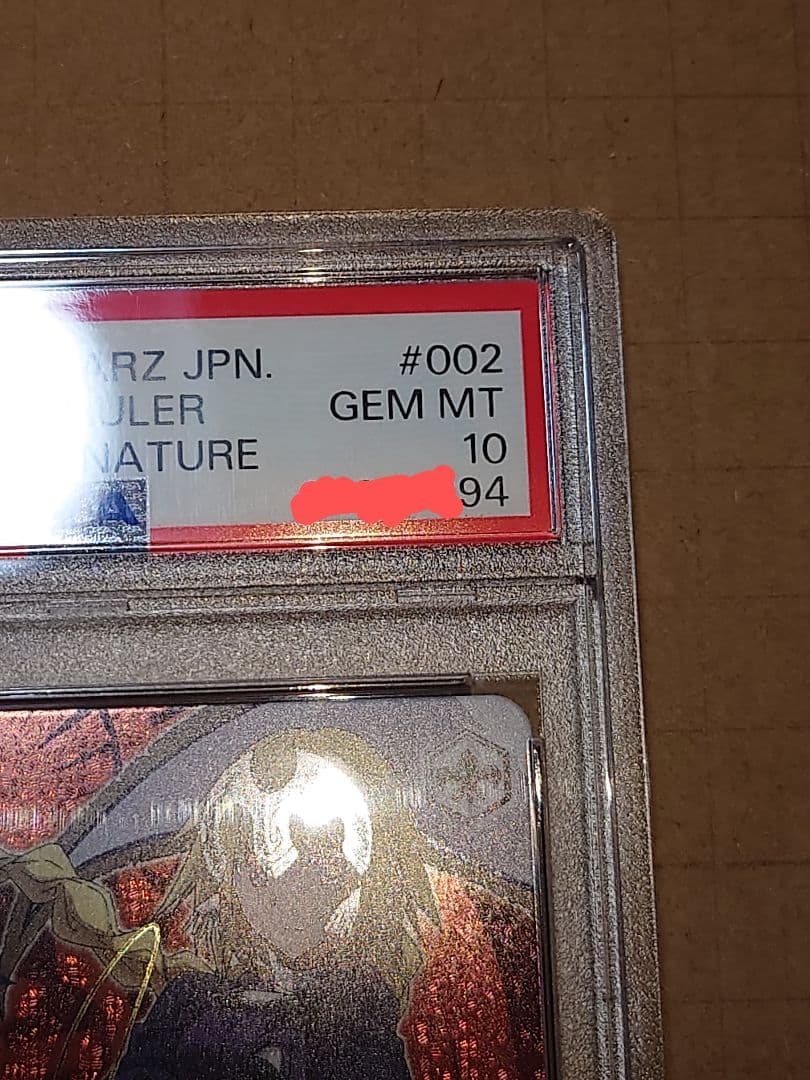 ARZ JPN. #002
ULER GEM MT
NATURE 10
94